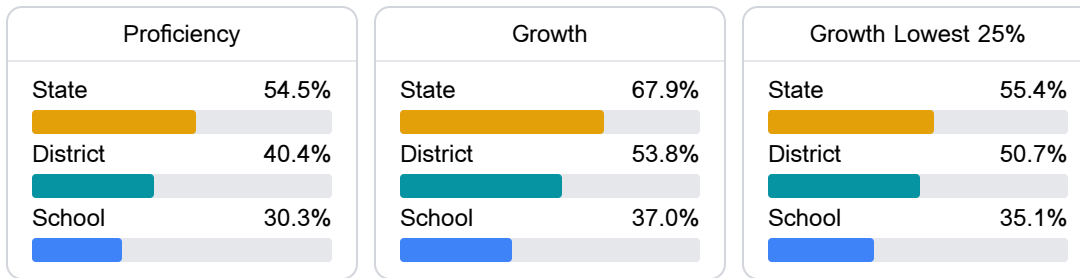 Proficiency
State 54.5%
District 40.4%
School 30.3%
Growth
State 67.9%
District 53.8%
School 37.0%
Growth Lowest 25%
State 55.4%
District 50.7%
School 35.1%